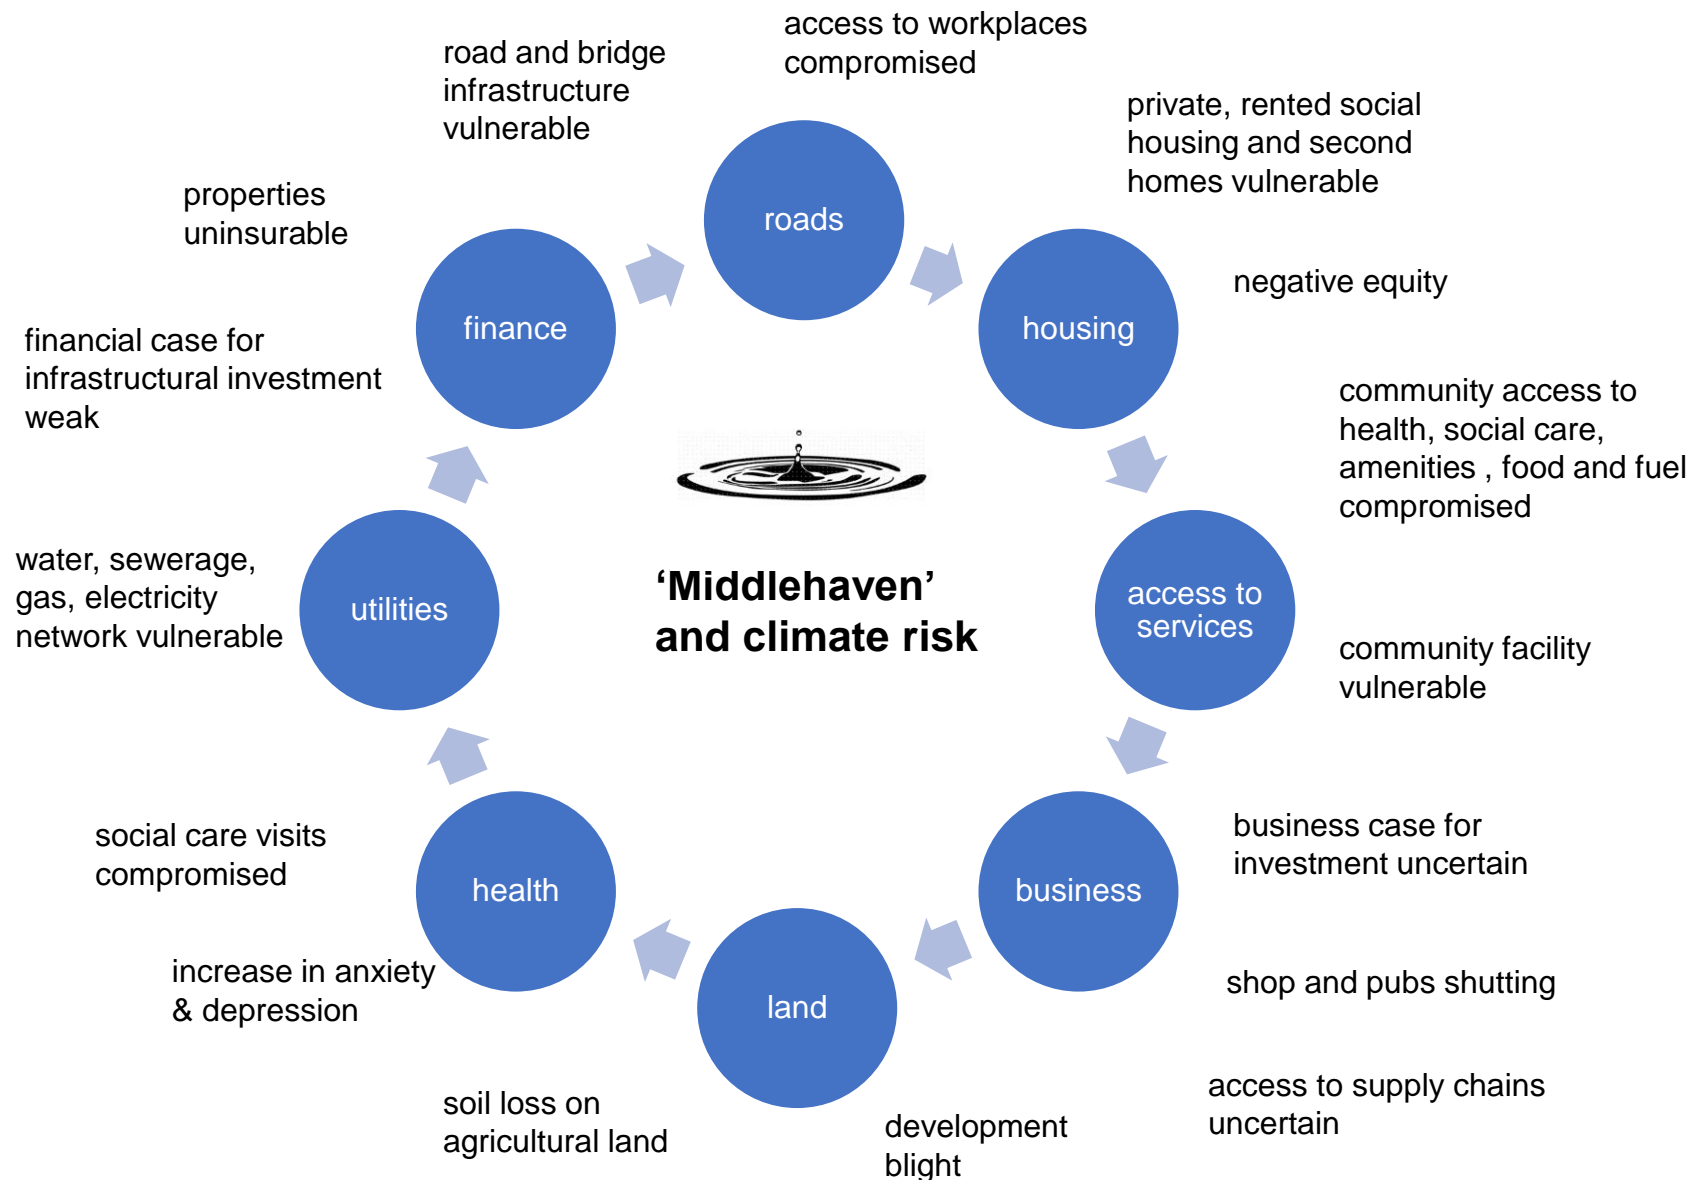 access to workplaces
compromised
road and bridge
infrastructure
vulnerable
private, rented social
housing and second
homes vulnerable
properties
uninsurable
roads
negative equity
finance
housing
financial case for
infrastructural investment
weak
community access to
health, social care,
amenities , food and fuel
compromised
water, sewerage,
gas, electricity
network vulnerable
utilities
‘Middlehaven’
and climate risk
access to
services
community facility
vulnerable
social care visits
compromised
health
business
business case for
investment uncertain
increase in anxiety
& depression
land
shop and pubs shutting
soil loss on
agricultural land
development
blight
access to supply chains
uncertain